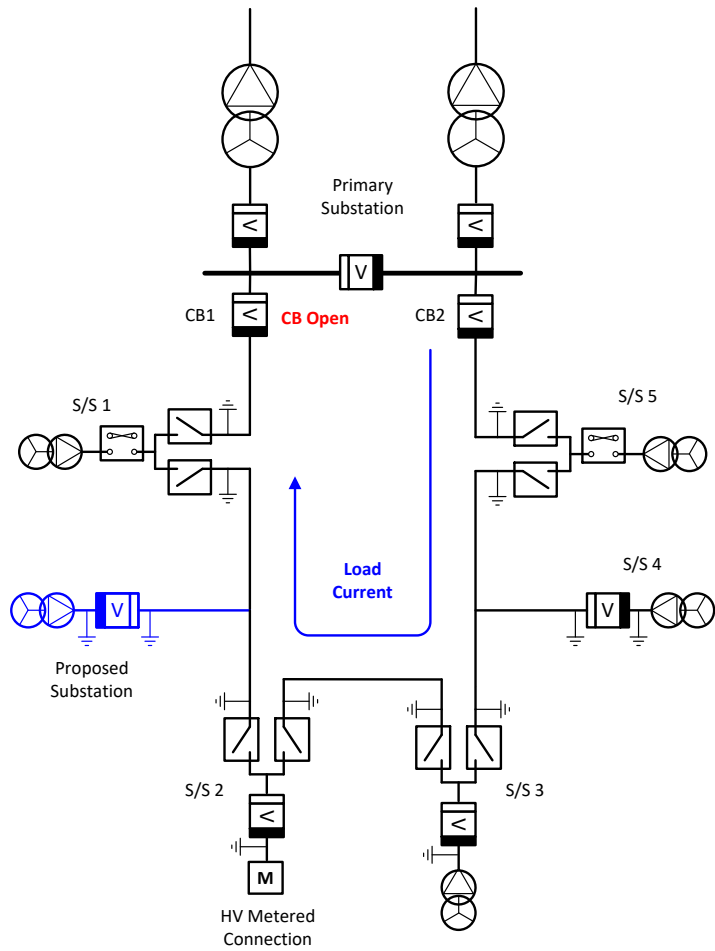 Primary
Substation
V
V
V
CB1
V
CB Open
CB2
V
S/S 1
S/S 5
Load
Current
S/S 4
V
V
Proposed
Substation
S/S 2
S/S 3
V
V
M
HV Metered
Connection